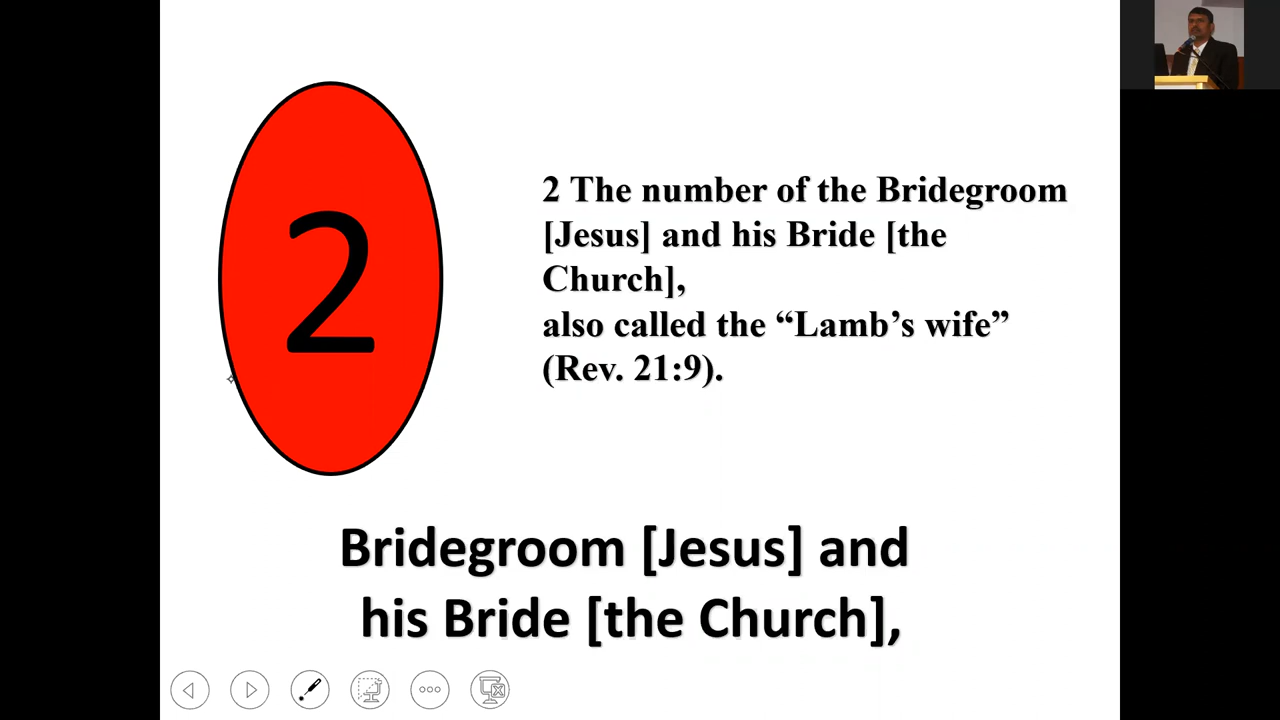 2
2 The number of the Bridegroom
[Jesus] and his Bride [the
Church],
also called the “Lamb’s wife”
(Rev. 21:9).
Bridegroom [Jesus] and
his Bride [the Church],